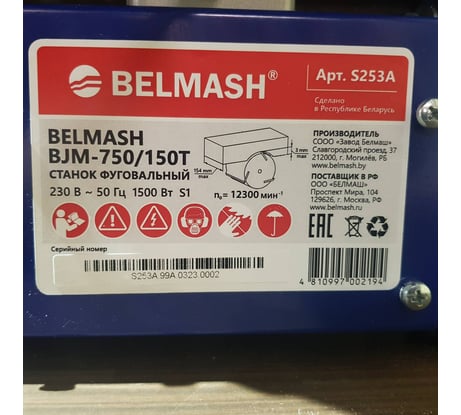 BELMASH®
Арт. S253A
Сделано
в Республике Беларусь
BELMASH
BJM-750/150T
СТАНОК ФУГОВАЛЬНЫЙ
230 В ~ 50 Гц 1500 Вт S1
154 mm
max
3 mm
max
n₀ = 12300 мин⁻¹
ПРОИЗВОДИТЕЛЬ
СООО «Завод Белмаш»
Славгородский проезд, 37
212000, г. Могилёв, РБ
www.belmash.by
ПОСТАВЩИК В РФ
ООО «БЕЛМАШ»
Проспект Мира, 104
129626, г. Москва, РФ
www.belmash.ru
EAC
Серийный номер
S253A 99A 0323 0002
4 810997 002194